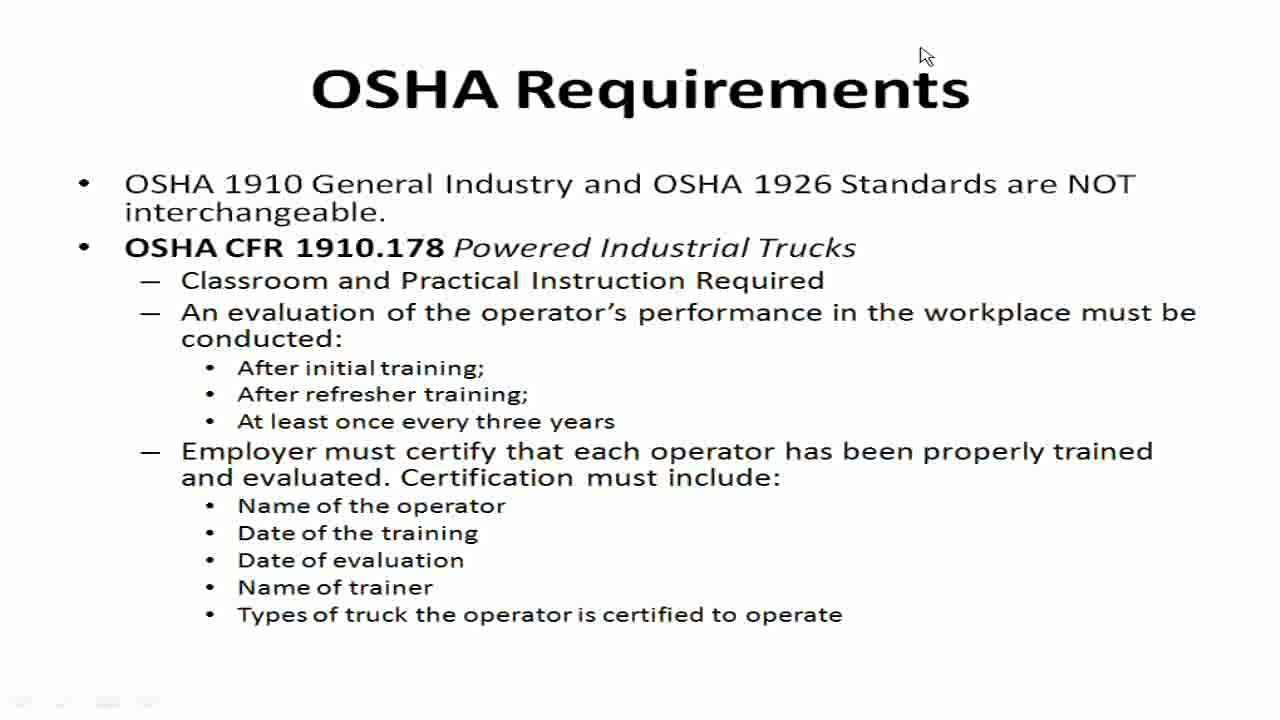 OSHA Requirements
• OSHA 1910 General Industry and OSHA 1926 Standards are NOT
interchangeable.
• OSHA CFR 1910.178 Powered Industrial Trucks
– Classroom and Practical Instruction Required
– An evaluation of the operator’s performance in the workplace must be
conducted:
• After initial training;
• After refresher training;
• At least once every three years
– Employer must certify that each operator has been properly trained
and evaluated. Certification must include:
• Name of the operator
• Date of the training
• Date of evaluation
• Name of trainer
• Types of truck the operator is certified to operate